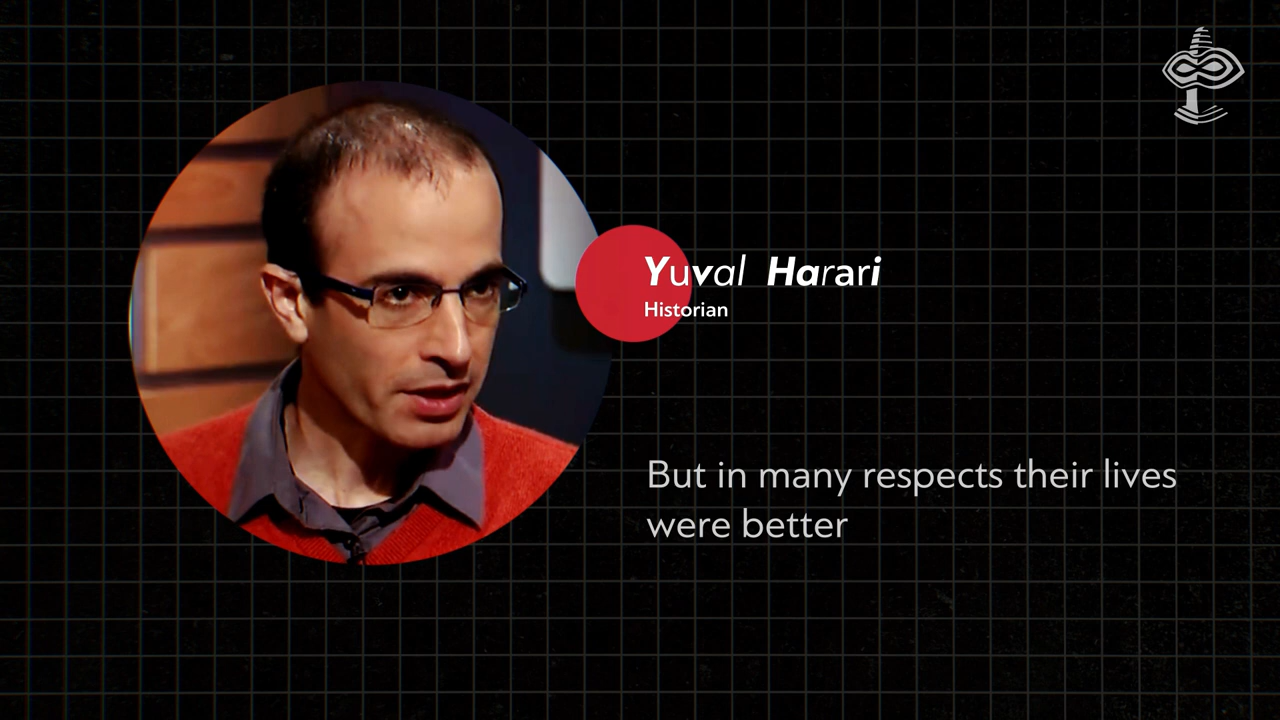 Yuval Harari
Historian
But in many respects their lives
were better